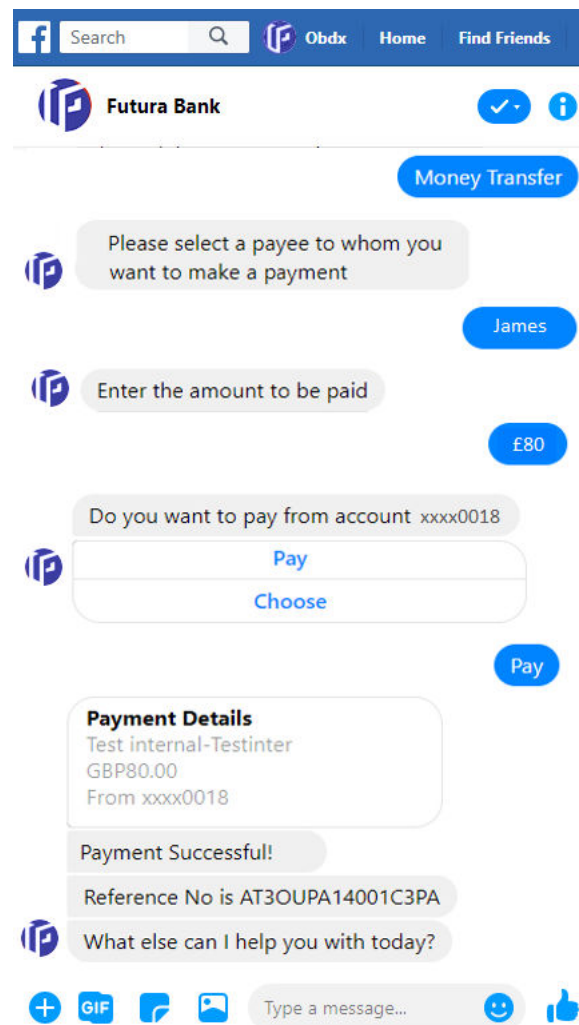 Search
Obdx Home Find Friends
Futura Bank
Money Transfer
Please select a payee to whom you
want to make a payment
James
Enter the amount to be paid
£80
Do you want to pay from account xxxx0018
Pay
Choose
Pay
Payment Details
Test internal-Testinter
GBP80.00
From xxxx0018
Payment Successful!
Reference No is AT3OUPA14001C3PA
What else can I help you with today?
GIF
Type a message...